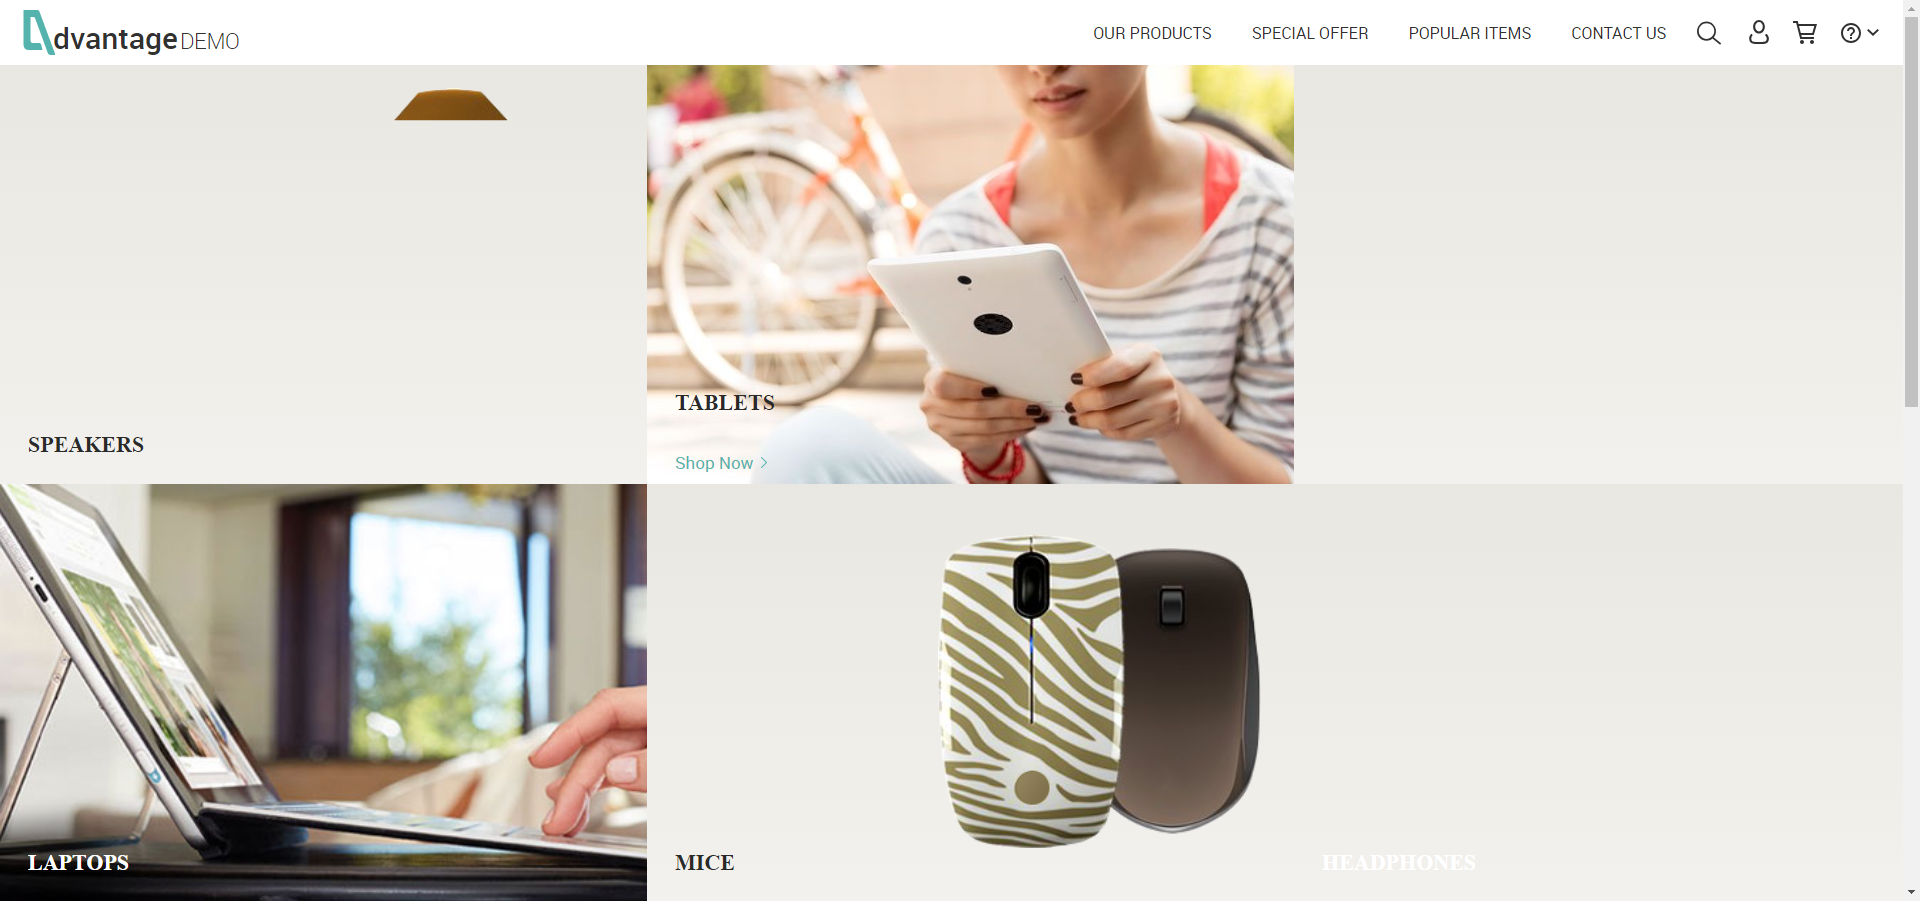 dvantage DEMO
OUR PRODUCTS
SPECIAL OFFER
POPULAR ITEMS
CONTACT US
SPEAKERS
TABLETS
Shop Now
LAPTOPS
MICE
HEADPHONES